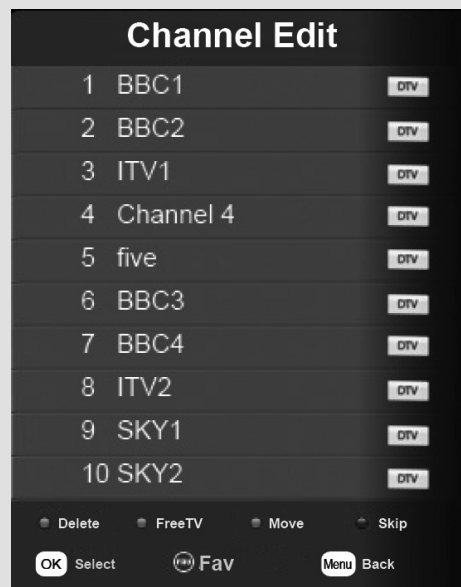 Channel Edit
1 BBC1 DTV
2 BBC2 DTV
3 ITV1 DTV
4 Channel 4 DTV
5 five DTV
6 BBC3 DTV
7 BBC4 DTV
8 ITV2 DTV
9 SKY1 DTV
10 SKY2 DTV
Delete FreeTV Move Skip
OK Select FAV Fav Menu Back